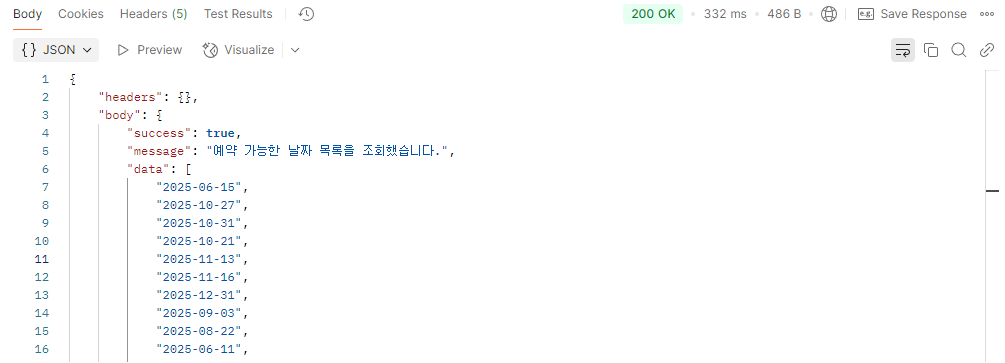 Body Cookies Headers (5) Test Results 200 OK • 332 ms • 486 B • e.g. Save Response
{} JSON Preview Visualize
1 {
2 "headers": {},
3 "body": {
4 "success": true,
5 "message": "예약 가능한 날짜 목록을 조회했습니다.",
6 "data": [
7 "2025-06-15",
8 "2025-10-27",
9 "2025-10-31",
10 "2025-10-21",
11 "2025-11-13",
12 "2025-11-16",
13 "2025-12-31",
14 "2025-09-03",
15 "2025-08-22",
16 "2025-06-11",